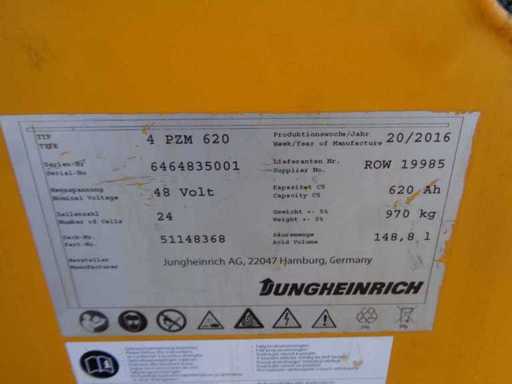 TYP
TYPE
4 PZM 620
Produktionswoche/Jahr
Week/Year of Manufacture
20/2016
Serien-Nr
Serial-No
6464835001
Lieferanten Nr.
Supplier No.
ROW 19985
Nennspannung
Nominal Voltage
48 Volt
Kapazitet C5
Capacity C5
620 Ah
Zellenzahl
Number of Cells
24
Gewicht +- 5%
Weight +- 5%
970 kg
Sach-Nr.
Part-No.
51148368
Säuremenge
Acid Volume
148,8 l
Hersteller
Manufacturer
Jungheinrich AG, 22047 Hamburg, Germany
JUNGHEINRICH
Pb
Pb